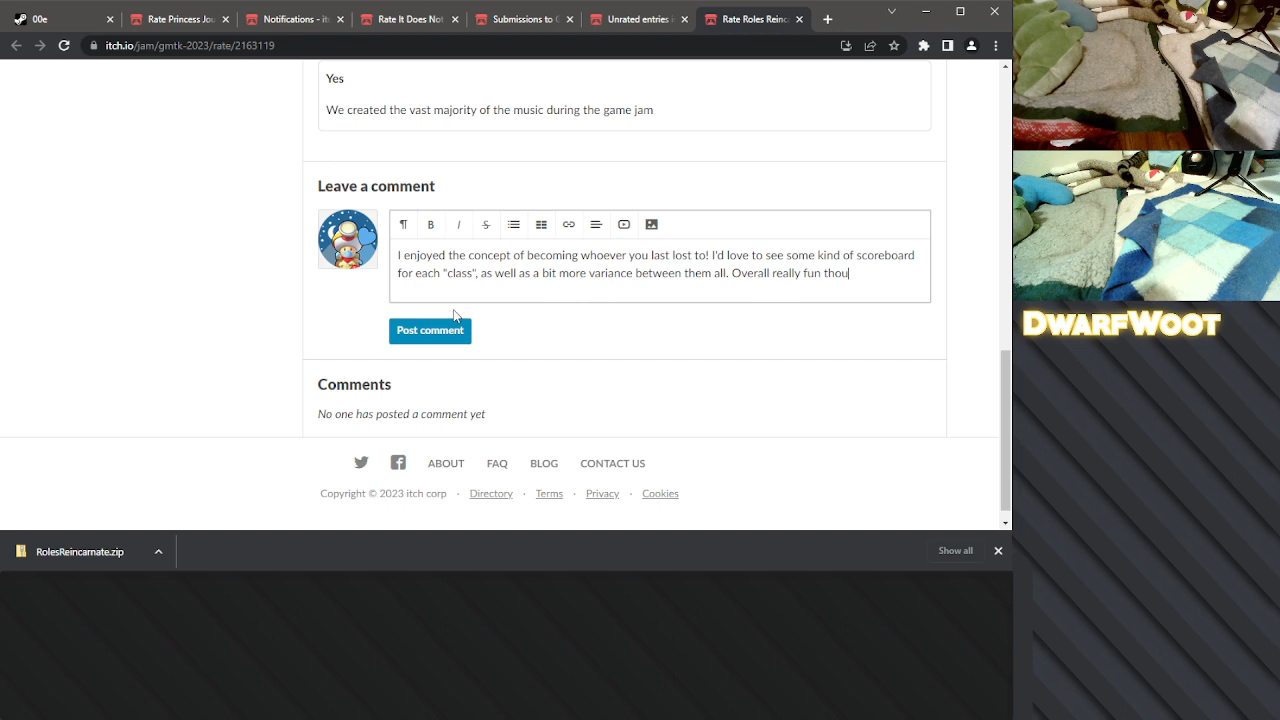 00e
Rate Princess Jou
Notifications - it
Rate It Does Not
Submissions to G
Unrated entries i
Rate Roles Reinc
itch.io/jam/gmtk-2023/rate/2163119
Yes
We created the vast majority of the music during the game jam
Leave a comment
I enjoyed the concept of becoming whoever you last lost to! I'd love to see some kind of scoreboard
for each "class", as well as a bit more variance between them all. Overall really fun thou
Post comment
Comments
No one has posted a comment yet
ABOUT FAQ BLOG CONTACT US
Copyright © 2023 itch corp · Directory · Terms · Privacy · Cookies
RolesReincarnate.zip
Show all
DwarfWoot